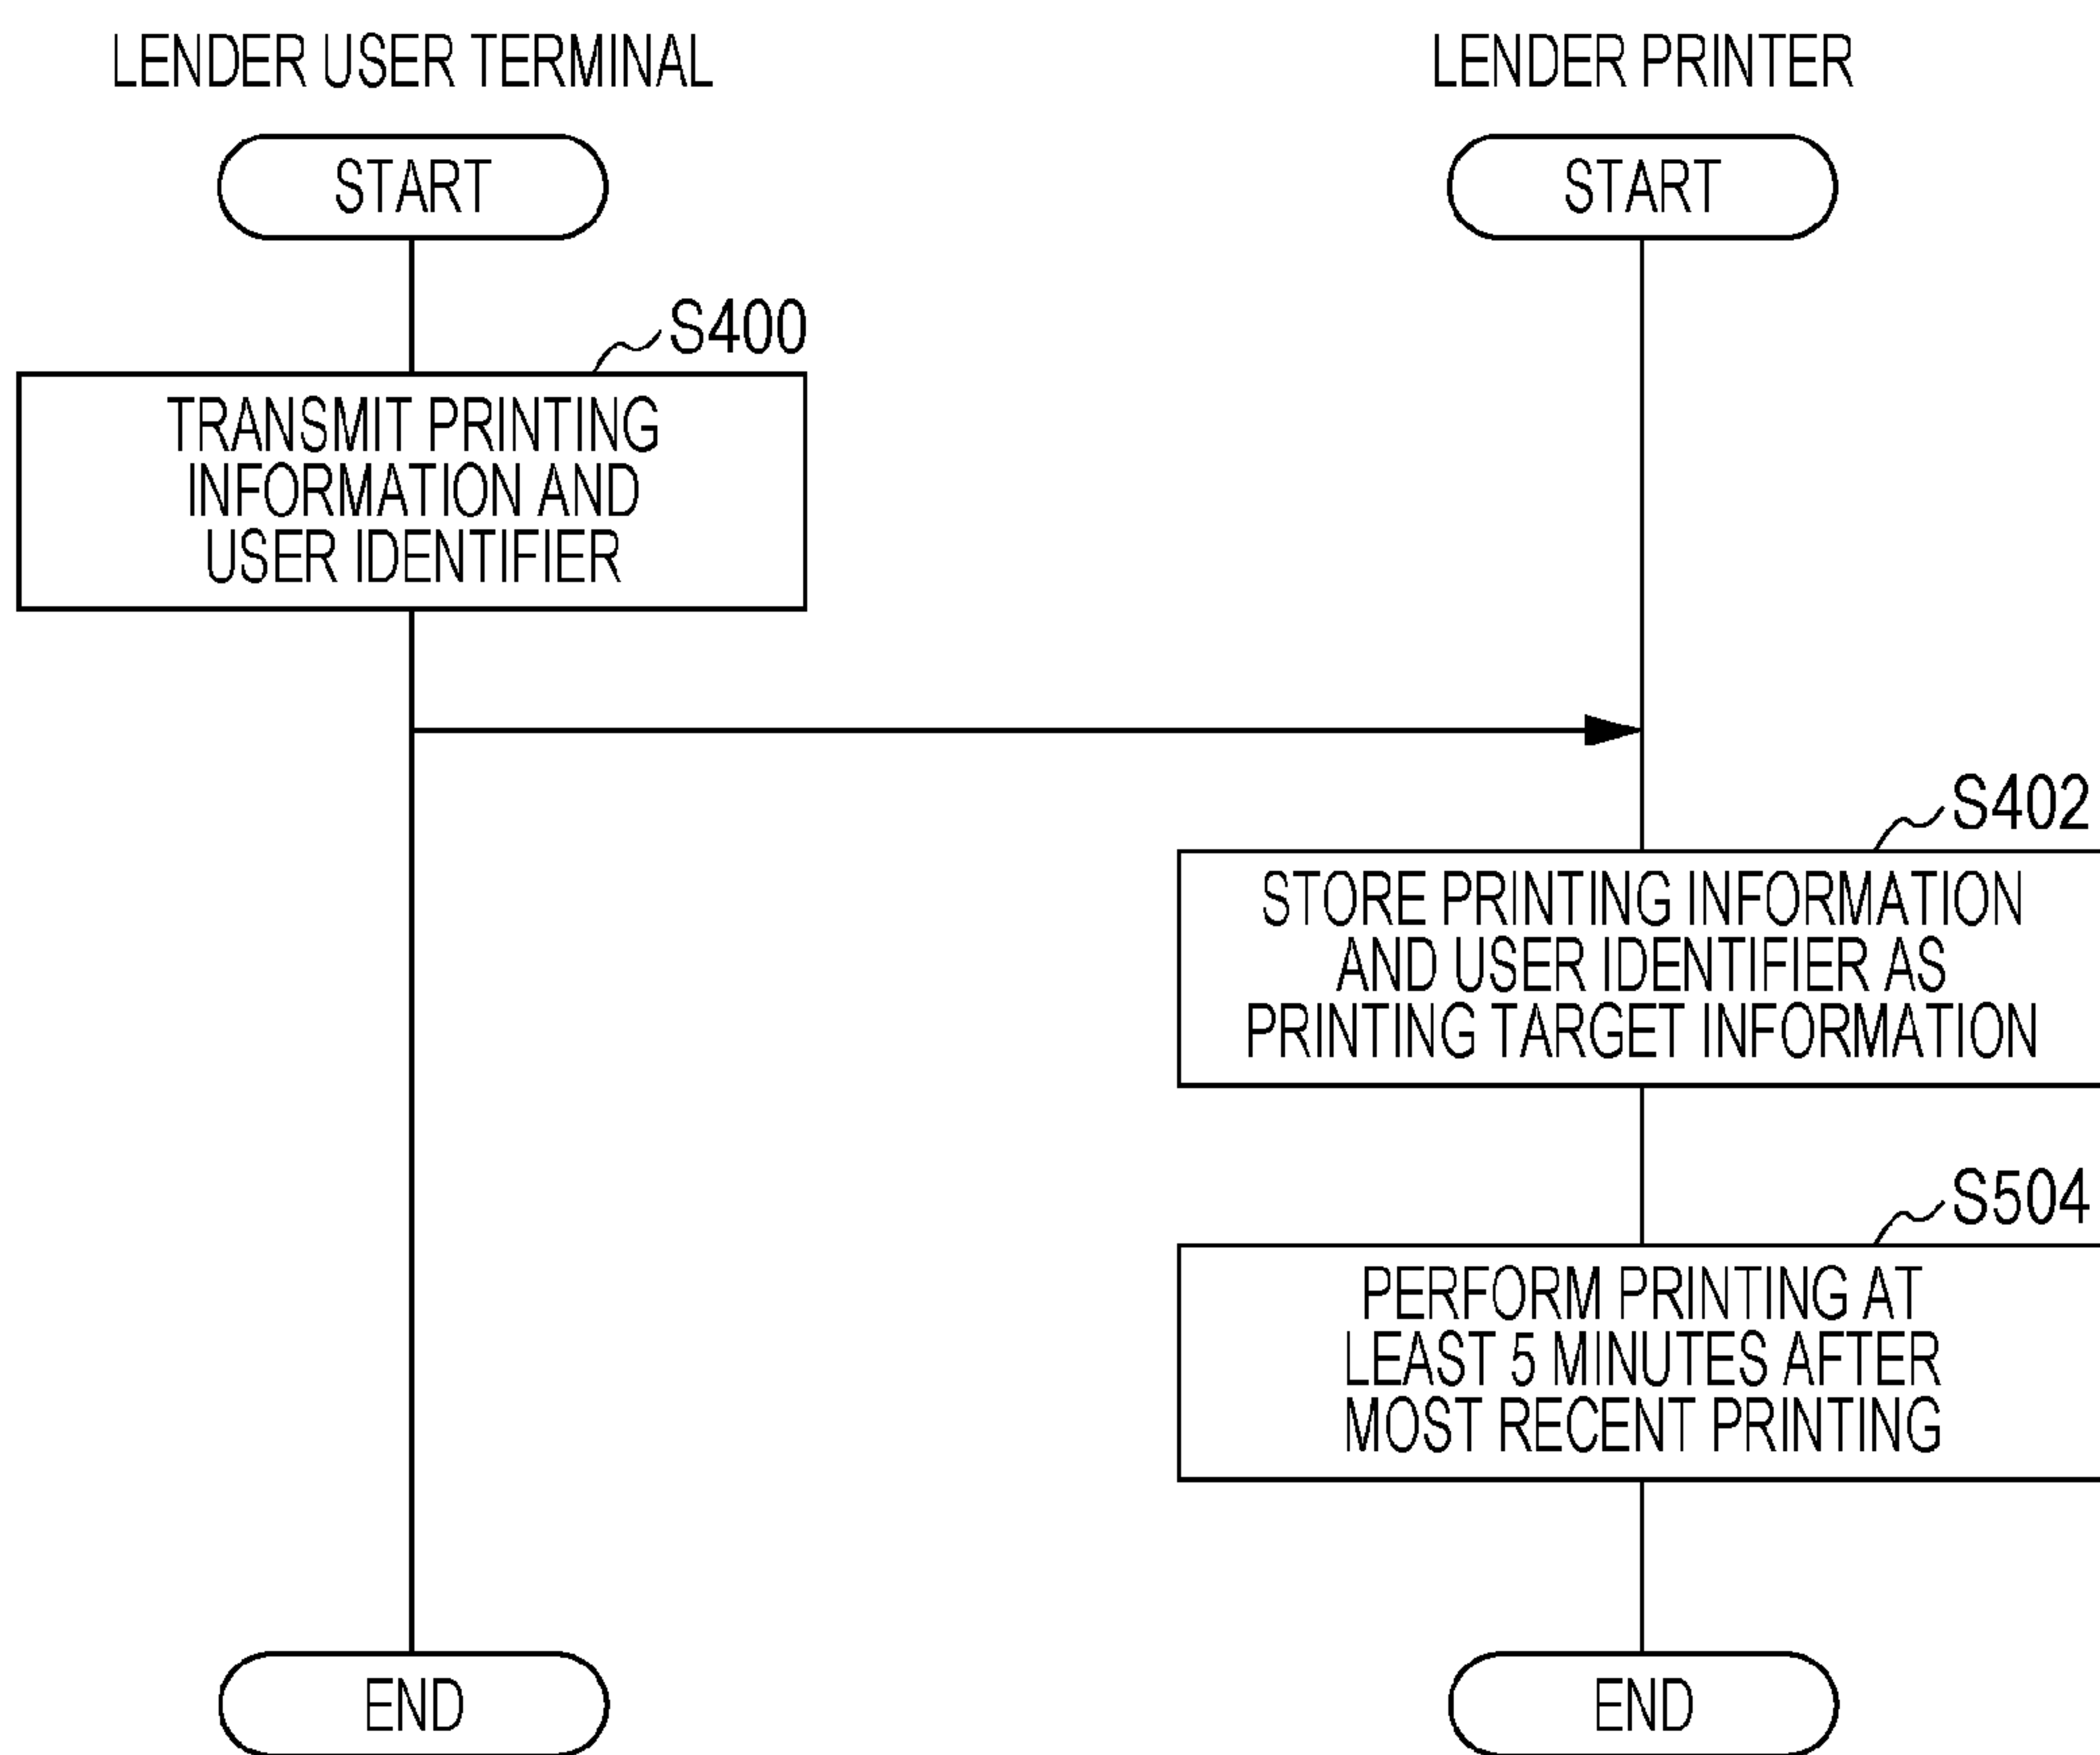 LENDER USER TERMINAL
LENDER PRINTER
START
START
S400
TRANSMIT PRINTING
INFORMATION AND
USER IDENTIFIER
S402
STORE PRINTING INFORMATION
AND USER IDENTIFIER AS
PRINTING TARGET INFORMATION
S504
PERFORM PRINTING AT
LEAST 5 MINUTES AFTER
MOST RECENT PRINTING
END
END